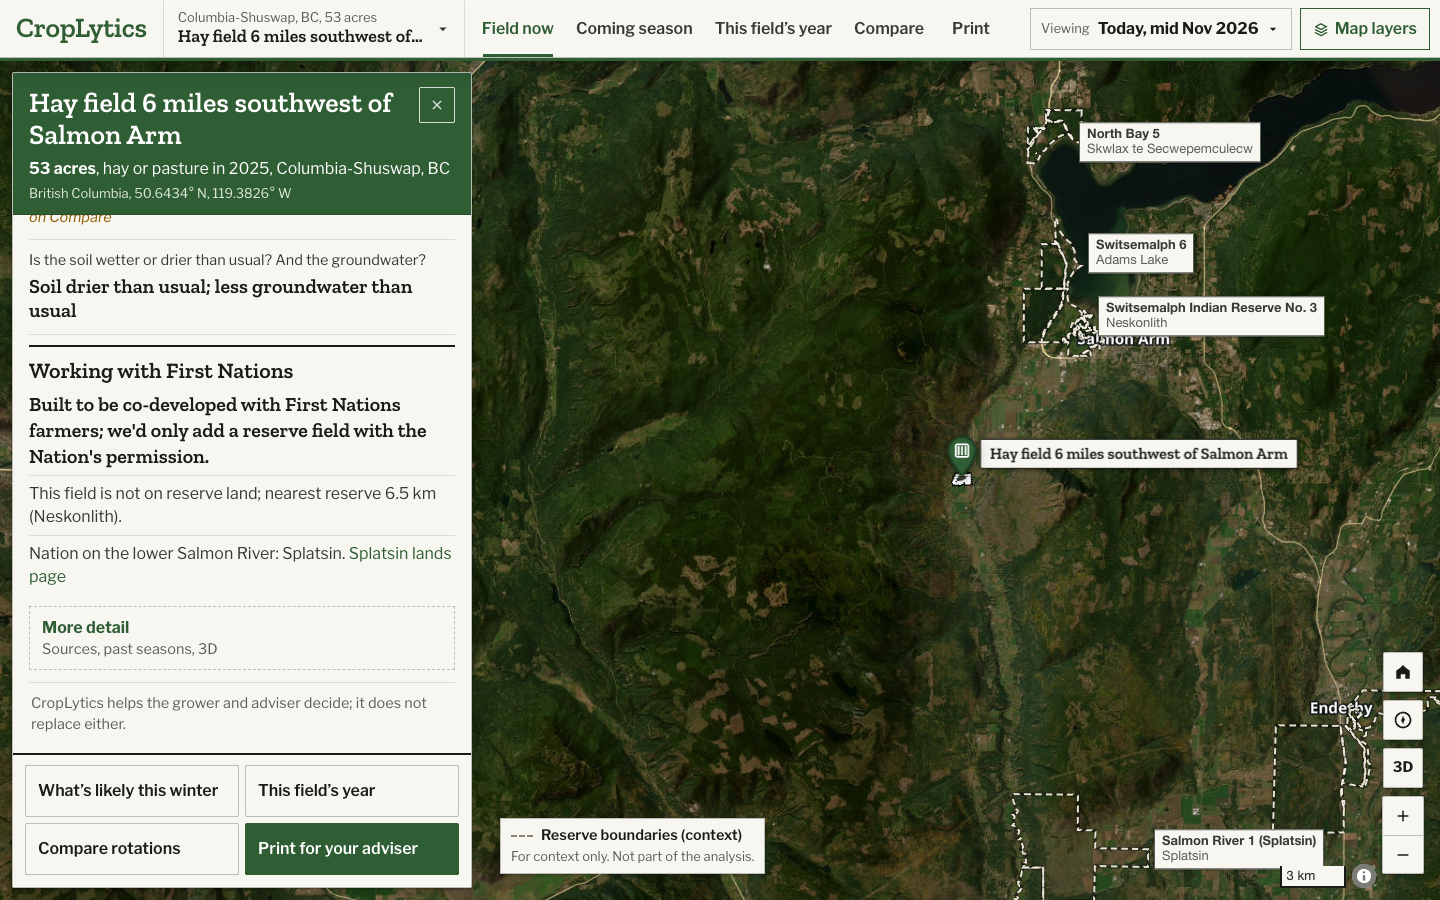 CropLytics
Columbia-Shuswap, BC, 53 acres
Hay field 6 miles southwest of...
Field now
Coming season
This field’s year
Compare
Print
Viewing Today, mid Nov 2026
Map layers
Hay field 6 miles southwest of
Salmon Arm
53 acres, hay or pasture in 2025, Columbia-Shuswap, BC
British Columbia, 50.6434° N, 119.3826° W
on Compare
Is the soil wetter or drier than usual? And the groundwater?
Soil drier than usual; less groundwater than
usual
Working with First Nations
Built to be co-developed with First Nations
farmers; we'd only add a reserve field with the
Nation's permission.
This field is not on reserve land; nearest reserve 6.5 km
(Neskonlith).
Nation on the lower Salmon River: Splatsin. Splatsin lands
page
More detail
Sources, past seasons, 3D
CropLytics helps the grower and adviser decide; it does not
replace either.
What’s likely this winter
This field’s year
Compare rotations
Print for your adviser
North Bay 5
Skwlax te Secwepemculecw
Switsemalph 6
Adams Lake
Switsemalph Indian Reserve No. 3
Neskonlith
Salmon Arm
Hay field 6 miles southwest of Salmon Arm
Enderby
3D
+
−
Reserve boundaries (context)
For context only. Not part of the analysis.
Salmon River 1 (Splatsin)
Splatsin
3 km